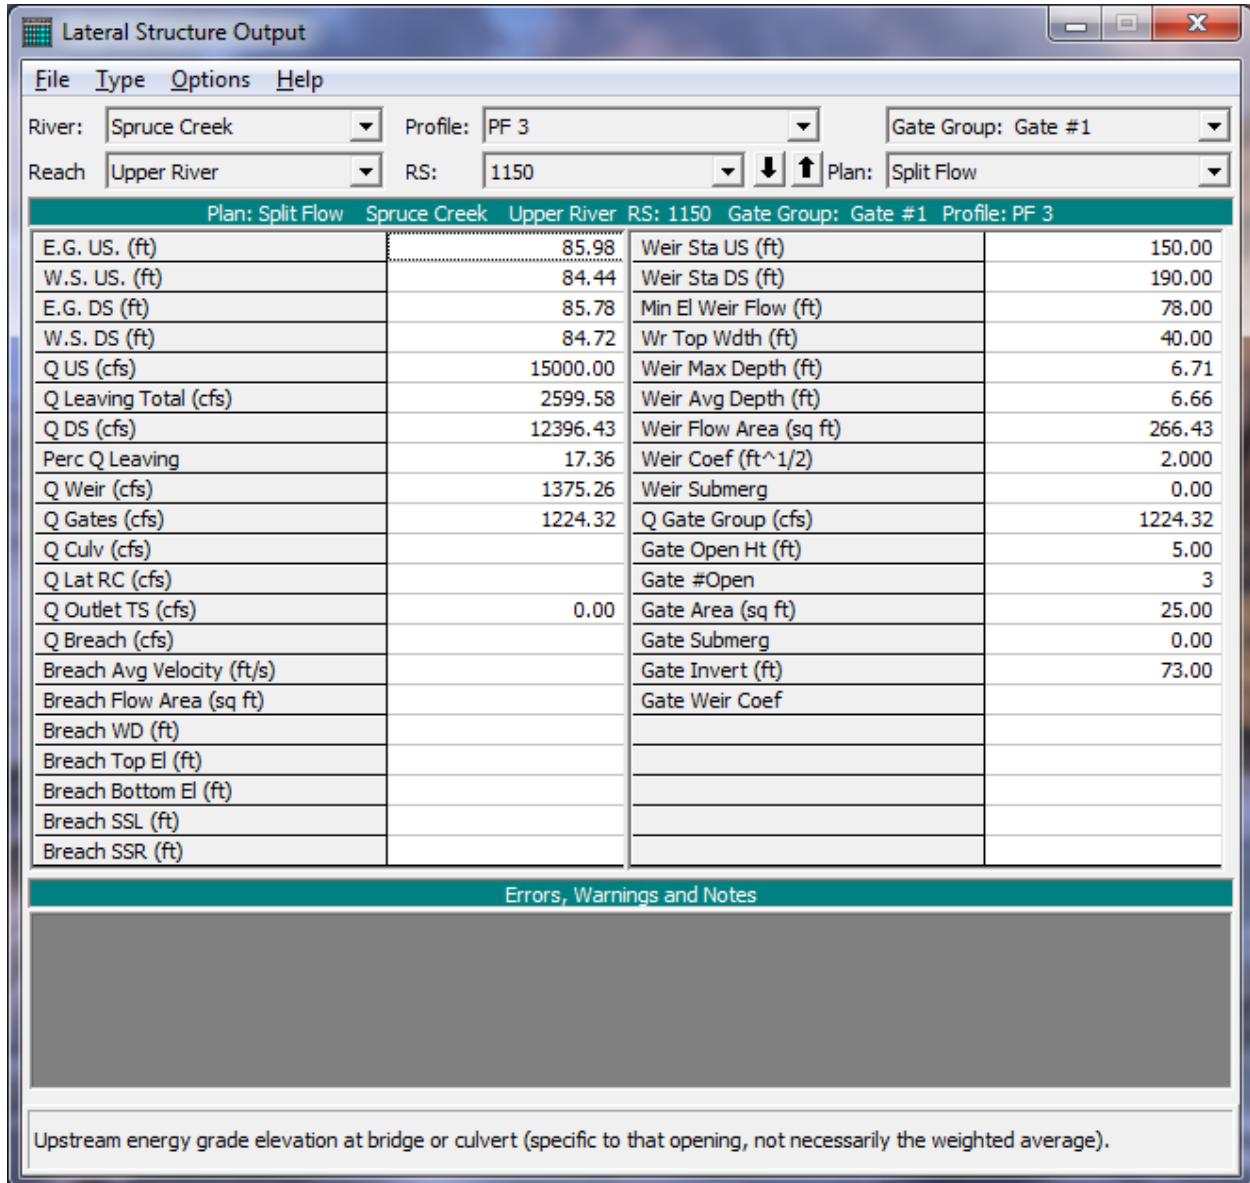 Lateral Structure Output
File Type Options Help
River: Spruce Creek Profile: PF 3 Gate Group: Gate #1
Reach Upper River RS: 1150 Plan: Split Flow
Plan: Split Flow Spruce Creek Upper River RS: 1150 Gate Group: Gate #1 Profile: PF 3
E.G. US. (ft) 85.98 Weir Sta US (ft) 150.00
W.S. US. (ft) 84.44 Weir Sta DS (ft) 190.00
E.G. DS (ft) 85.78 Min El Weir Flow (ft) 78.00
W.S. DS (ft) 84.72 Wr Top Wdth (ft) 40.00
Q US (cfs) 15000.00 Weir Max Depth (ft) 6.71
Q Leaving Total (cfs) 2599.58 Weir Avg Depth (ft) 6.66
Q DS (cfs) 12396.43 Weir Flow Area (sq ft) 266.43
Perc Q Leaving 17.36 Weir Coef (ft^1/2) 2.000
Q Weir (cfs) 1375.26 Weir Submerg 0.00
Q Gates (cfs) 1224.32 Q Gate Group (cfs) 1224.32
Q Culv (cfs) Gate Open Ht (ft) 5.00
Q Lat RC (cfs) Gate #Open 3
Q Outlet TS (cfs) 0.00 Gate Area (sq ft) 25.00
Q Breach (cfs) Gate Submerg 0.00
Breach Avg Velocity (ft/s) Gate Invert (ft) 73.00
Breach Flow Area (sq ft) Gate Weir Coef
Breach WD (ft)
Breach Top El (ft)
Breach Bottom El (ft)
Breach SSL (ft)
Breach SSR (ft)
Errors, Warnings and Notes
Upstream energy grade elevation at bridge or culvert (specific to that opening, not necessarily the weighted average).